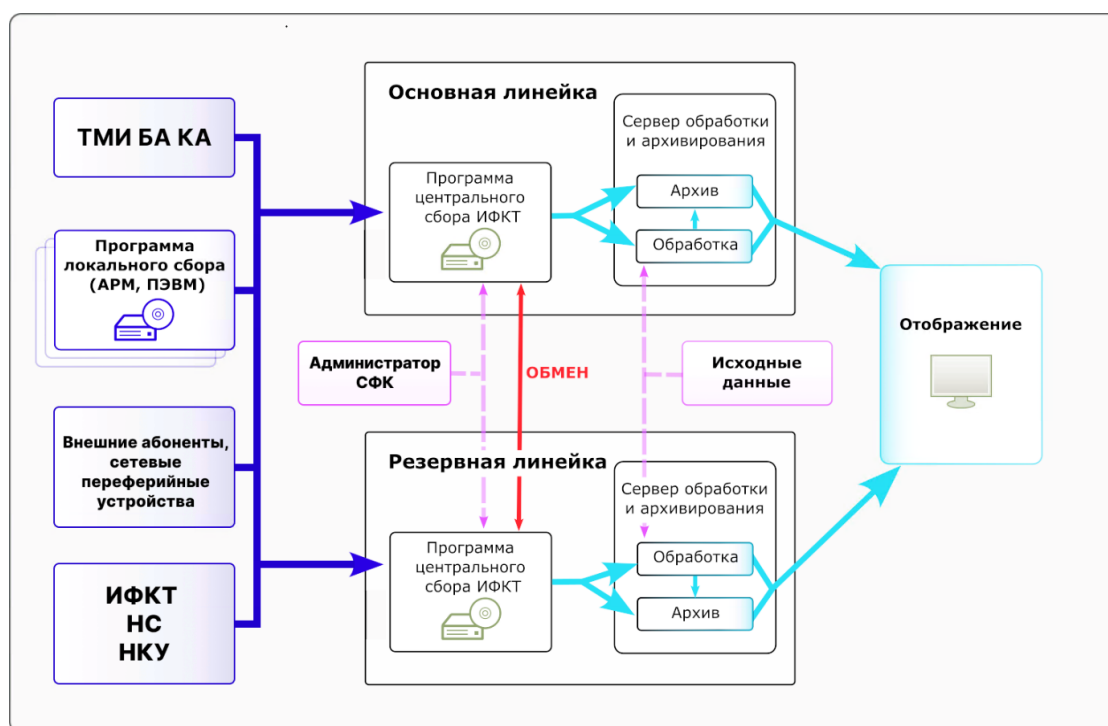 ТМИ БА КА
Программа
локального сбора
(АРМ, ПЭВМ)
Внешние абоненты,
сетевые
переферийные
устройства
ИФКТ
НС
НКУ
Основная линейка
Программа
центрального
сбора ИФКТ
Сервер обработки
и архивирования
Архив
Обработка
Администратор
СФК
ОБМЕН
Исходные
данные
Резервная линейка
Программа
центрального
сбора ИФКТ
Сервер обработки
и архивирования
Обработка
Архив
Отображение